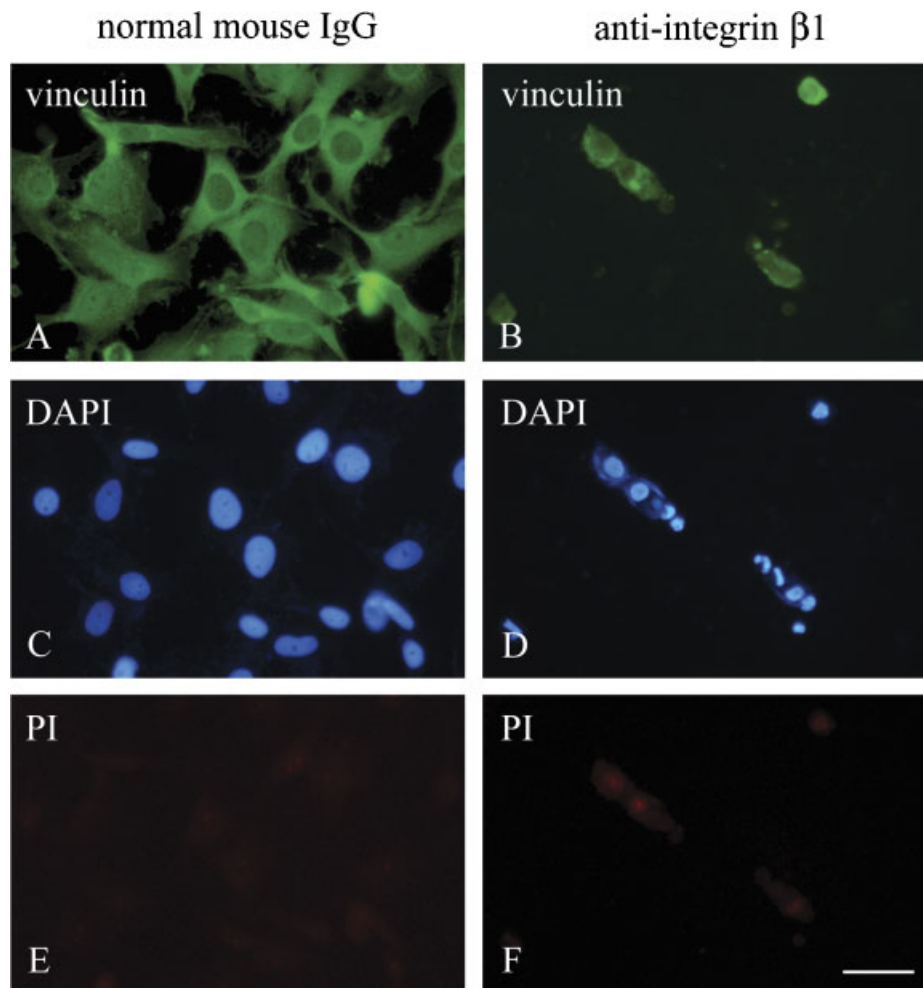 normal mouse IgG
anti-integrin β1
vinculin
A
vinculin
B
DAPI
C
DAPI
D
PI
E
PI
F